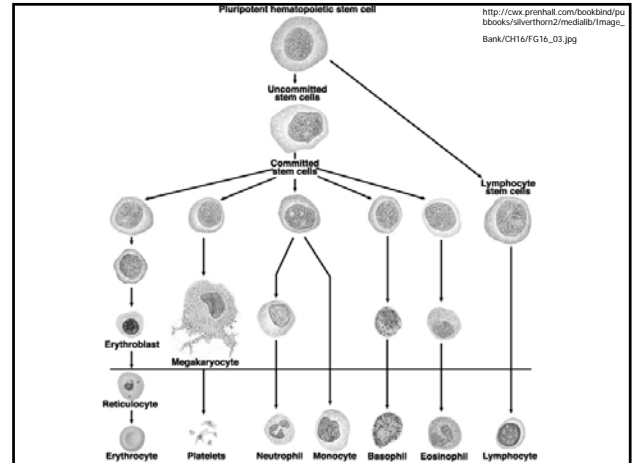 Pluripotent hematopoietic stem cell
http://cwx.prenhall.com/bookbind/pu
bbooks/silverthorn2/medialib/Image_
Bank/CH16/FG16_03.jpg
Uncommitted
stem cells
Committed
stem cells
Lymphocyte
stem cells
Erythroblast
Megakaryocyte
Reticulocyte
Erythrocyte
Platelets
Neutrophil
Monocyte
Basophil
Eosinophil
Lymphocyte